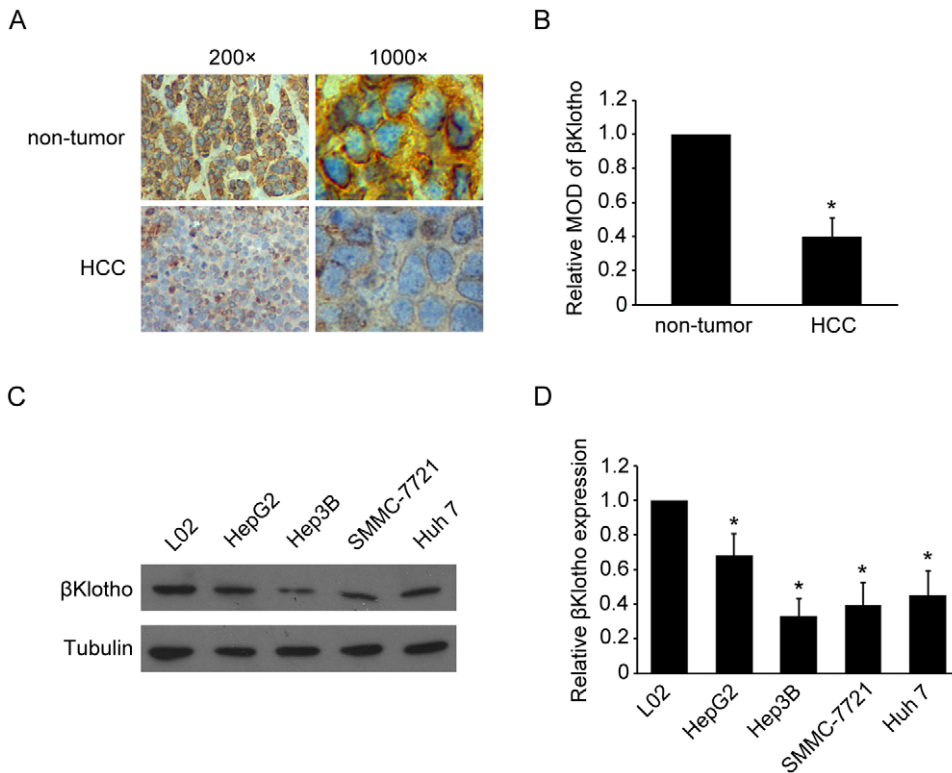 A
200×
1000×
non-tumor
HCC
B
Relative MOD of βKlotho
1.2
1.0
0.8
0.6
0.4
0.2
0
*
non-tumor
HCC
C
L02
HepG2
Hep3B
SMMC-7721
Huh 7
βKlotho
Tubulin
D
Relative βKlotho expression
1.2
1.0
0.8
0.6
0.4
0.2
0
*
*
*
*
L02
HepG2
Hep3B
SMMC-7721
Huh 7